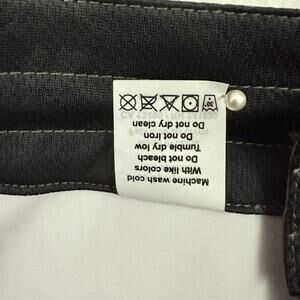 Machine wash cold
With like colors
Do not bleach
Tumble dry low
Do not iron
Do not dry clean